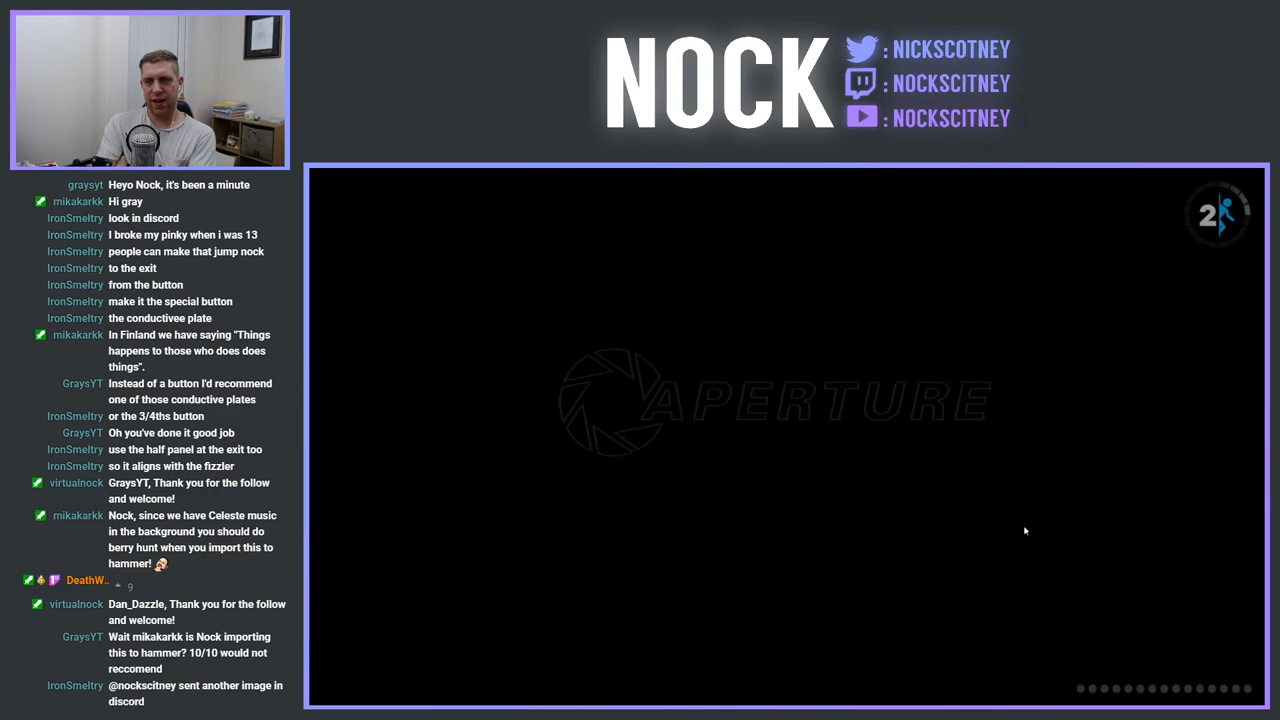 NOCK
: NICKSCOTNEY
: NOCKSCITNEY
: NOCKSCITNEY
graysyt Heyo Nock, it's been a minute
mikakarkk Hi gray
IronSmeltry look in discord
IronSmeltry I broke my pinky when i was 13
IronSmeltry people can make that jump nock
IronSmeltry to the exit
IronSmeltry from the button
IronSmeltry make it the special button
IronSmeltry the conductivee plate
mikakarkk In Finland we have saying "Things
happens to those who does does
things".
GraysYT Instead of a button I'd recommend
one of those conductive plates
IronSmeltry or the 3/4ths button
GraysYT Oh you've done it good job
IronSmeltry use the half panel at the exit too
IronSmeltry so it aligns with the fizzler
virtualnock GraysYT, Thank you for the follow
and welcome!
mikakarkk Nock, since we have Celeste music
in the background you should do
berry hunt when you import this to
hammer!
DeathW.. 9
virtualnock Dan_Dazzle, Thank you for the follow
and welcome!
GraysYT Wait mikakarkk is Nock importing
this to hammer? 10/10 would not
reccomend
IronSmeltry @nockscitney sent another image in
discord
2
APERTURE